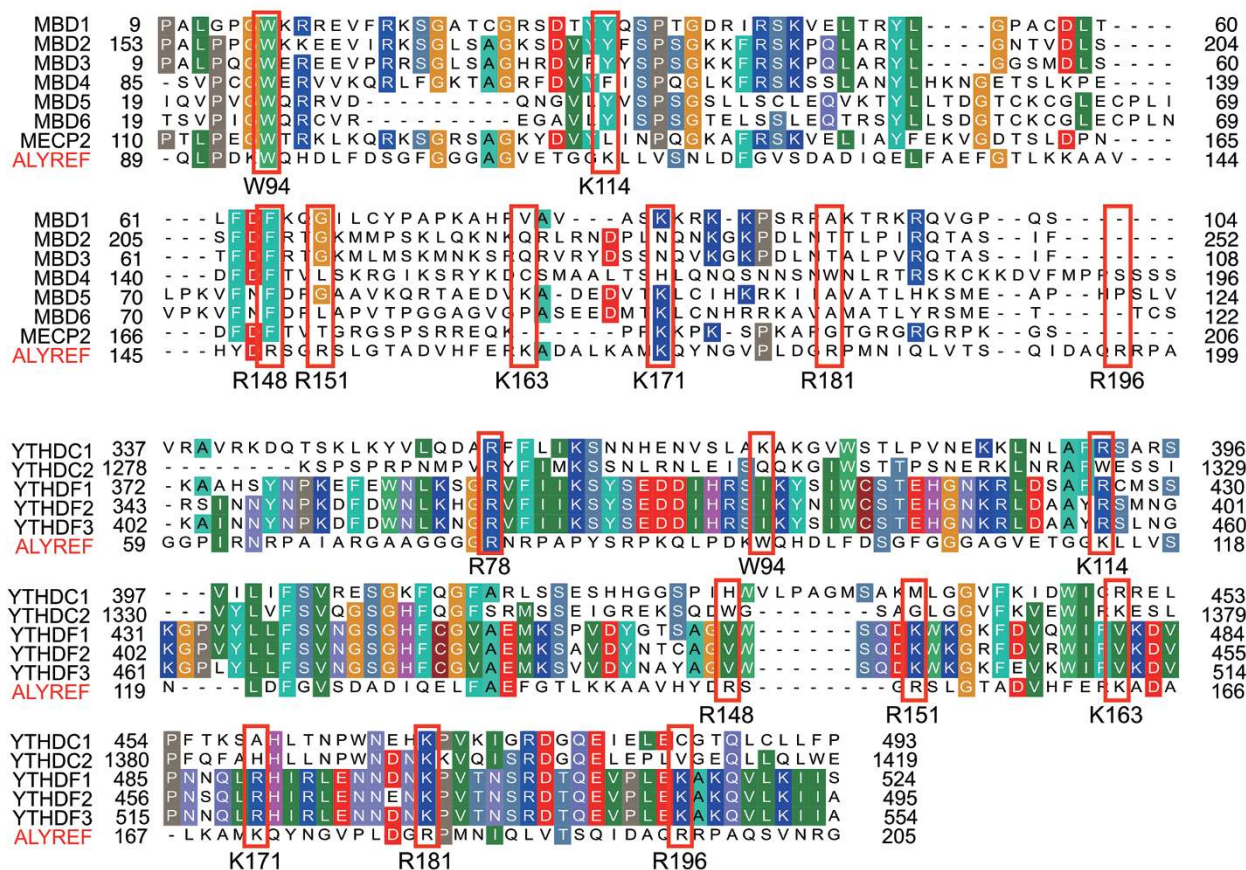 MBD1 9 PALGPGWKRREVFRKSGATCGRSDTYYQSPTGDRIRSKVELTRYL----GPACDLT---- 60
MBD2 153 PALPPGWKKEEVIRKSGLSAGKSDVYYFSPSGKKFRSKPQLARYL----GNTVDLS---- 204
MBD3 9 PALPQGWEREEVPRRSGLSAGHRDVFYYSPSGKKFRSKPQLARYL----GGSMDLS---- 60
MBD4 85 -SVPCGWERVVKQRLFGKTAGRFDVYFISPQGLKFRSKSSLANYLHKNGETSLKPE---- 139
MBD5 19 IQVPVGWQRRVD---------QNGVLYVSPSGSLLSCLEQVKTYLLTDGTCKCGLECPLI 69
MBD6 19 TSVPIGWQRCVR---------EGAVLYISPSGTELSSLEQTRSYLLSDGTCKCGLECPLN 69
MECP2 110 PTLPEGWTRKLKQRKSGRSAGKYDVYLINPQGKAFRSKVELIAYFEKVGDTSLDPN---- 165
ALYREF 89 -QLPDKWQHDLFDSGFGGGAGVETGGKLLVSNLDFGVSDADIQELFAEFGTLKKAAV--- 144
W94 K114
MBD1 61 ---LFDFKQGILCYPAPKAHPVAV--ASKKRK-KPSRPAKTRKRQVGP--QS----- 104
MBD2 205 ---SFDFRTGKMMPSKLQKNKQRLRNDPLNQNKGKPDLNTTLPIRQTAS--IF----- 252
MBD3 61 ---TFDFRTGKMLMSKMNKSRQRVRYDSSNQVKGKPDLNTALPVRQTAS--IF----- 108
MBD4 140 ---DFDFTVLSKRGIKSRYKDCSMAALTSHLQNQSNNSNWNLRTRSKCKKDVFMPPSSSS 196
MBD5 70 LPKVFNFDPGAAVKQRTAEDVKA-DEDVTKLCIHKRKIIAVATLHKSME--AP-HPSLV 124
MBD6 70 VPKVFNFDPLAPVTPGGAGVGPASEEDMTKLCNHRRKAVAMATLYRSME--T---TCS 122
MECP2 166 ---DFDFTVTGRGSPSRREQK----PPKKPK-SPKAPGTGRGRGRPK--GS----- 206
ALYREF 145 ---HYDRSGRSLGTADVHFERKADALKAMKQYNGVPLDGRPMNIQLVTS--QIDAQRRPA 199
R148 R151 K163 K171 R181 R196
YTHDC1 337 VRAVRKDQTSKLKYVLQDARFFLIKSNNHENVSLAKAKGVWSTLPVNEKKLNLAFRSARS 396
YTHDC2 1278 --------KSPSPRPNMPVRYFIMKSSNLRNLEISQQKGIWSTTPSNERKLNRAFWESSI 1329
YTHDF1 372 -KAAHSYNPKEFEWNLKSGRVFIIKSYSEDDIHRSIKYSIWCSTEHGNKRLDSAFRCMSS 430
YTHDF2 343 -RSINNYNPKDFDWNLKHGRVFIIKSYSEDDIHRSIKYNIWCSTEHGNKRLDAAYRSMNG 401
YTHDF3 402 -KAINNYNPKDFDWNLKNGRVFIIKSYSEDDIHRSIKYSIWCSTEHGNKRLDAAYRSLNG 460
ALYREF 59 GGPIRNRPAIARGAAGGGGRNRPAPYSRPKQLPDKWQHDLFDSGFGGGAGVETGGKLLVS 118
R78 W94 K114
YTHDC1 397 ---VILIFSVRESGKFQGFARLSSESHHGGSPIHWVLPAGMSAKMLGGVFKIDWICRREL 453
YTHDC2 1330 ---VYLVFSVQGSGHFQGFSRMSSEIGREKSQDWG-------SAGLGGVFKVEWIRKESL 1379
YTHDF1 431 KGPVYLLFSVNGSGHFCGVAEMKSPVDYGTSAGVW-------SQDKWKGKFDVQWIFVKDV 484
YTHDF2 402 KGPVYLLFSVNGSGHFCGVAEMKSAVDYNTCAGVW-------SQDKWKGRFDVRWIFVKDV 455
YTHDF3 461 KGPLYLLFSVNGSGHFCGVAEMKSVVDYNAYAGVW-------SQDKWKGKFEVKWIFVKDV 514
ALYREF 119 N---LDFGVSDADIQELFAEFGTLKKAAVHYDRS-------GRSLGTADVHFERKADA 166
R148 R151 K163
YTHDC1 454 PFTKSAHLTNPWNEHKPVKIGRDGQEIELECGTQLCLLFP 493
YTHDC2 1380 PFQFAHHLLNPWNDNKKVQISRDGQELEPLVGEQLLQLWE 1419
YTHDF1 485 PNNQLRHIRLENNDNKPVTNSRDTQEVPLEKAKQVLKIIS 524
YTHDF2 456 PNSQLRHIRLENNENKPVTNSRDTQEVPLEKAKQVLKIIA 495
YTHDF3 515 PNNQLRHIRLENNDNKPVTNSRDTQEVPLEKAKQVLKIIA 554
ALYREF 167 -LKAMKQYNGVPLDGRPMNIQLVTSQIDAQRRPAQSVNRG 205
K171 R181 R196